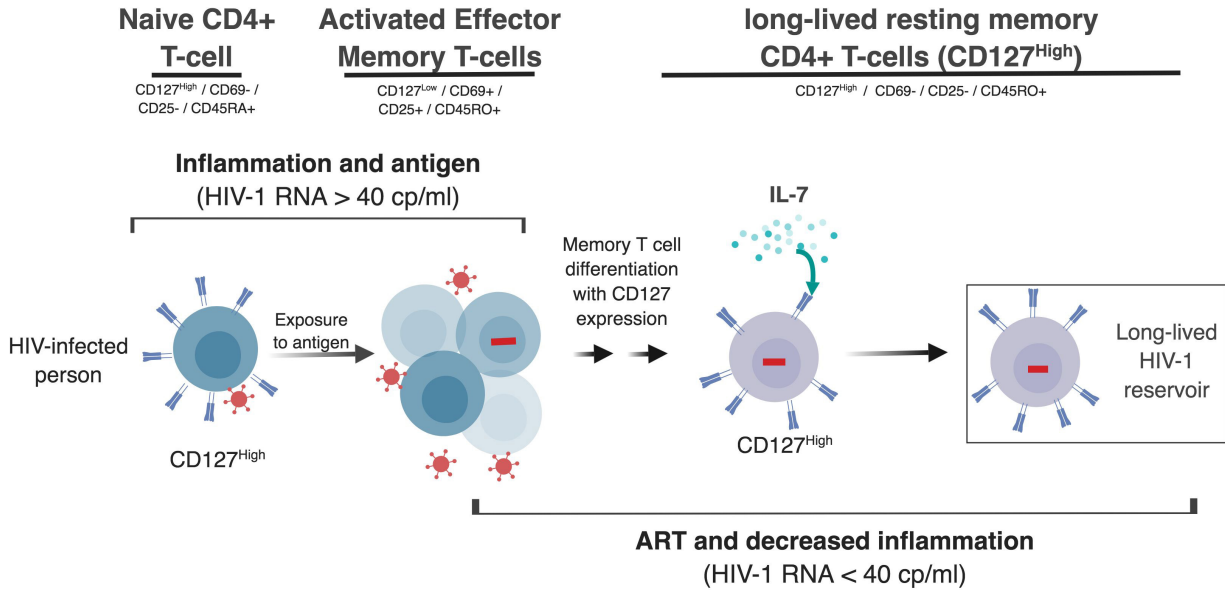 Naive CD4+
T-cell
CD127High / CD69- /
CD25- / CD45RA+
Activated Effector
Memory T-cells
CD127Low / CD69+ /
CD25+ / CD45RO+
long-lived resting memory
CD4+ T-cells (CD127High)
CD127High / CD69- / CD25- / CD45RO+
Inflammation and antigen
(HIV-1 RNA > 40 cp/ml)
HIV-infected
person
CD127High
Exposure
to antigen
Memory T cell
differentiation
with CD127
expression
IL-7
CD127High
Long-lived
HIV-1
reservoir
ART and decreased inflammation
(HIV-1 RNA < 40 cp/ml)